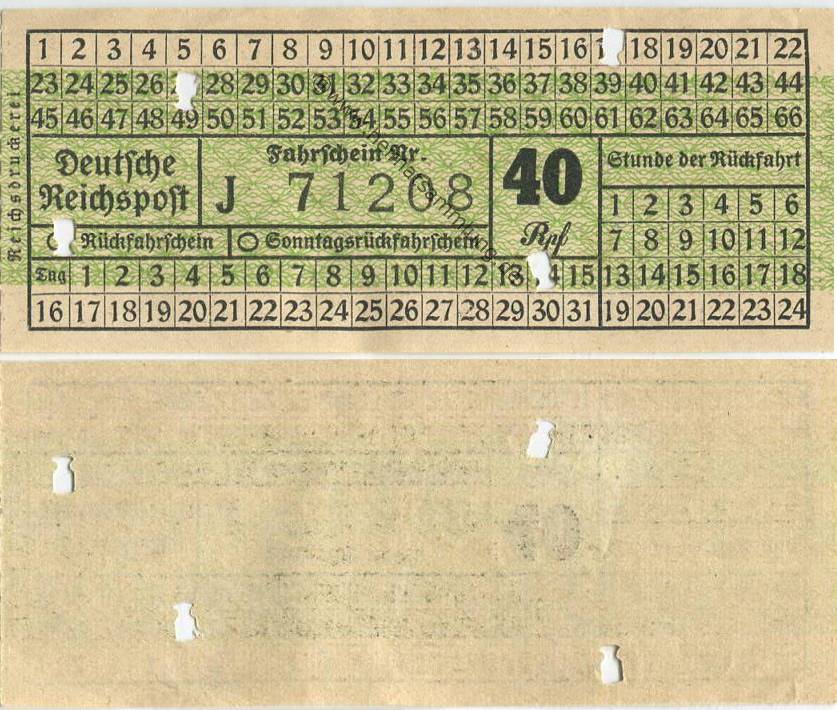 1 2 3 4 5 6 7 8 9 10 11 12 13 14 15 16 18 19 20 21 22
23 24 25 26 28 29 30 31 32 33 34 35 36 37 38 39 40 41 42 43 44
45 46 47 48 49 50 51 52 53 54 55 56 57 58 59 60 61 62 63 64 65 66
Reichsdruckerei
Deutsche
Reichspost
Fahrschein Nr.
J 71208
40
Rpf
Stunde der Rückfahrt
1 2 3 4 5 6
7 8 9 10 11 12
13 14 15 16 17 18
19 20 21 22 23 24
Rückfahrschein
Sonntagsrückfahrschein
Tag 1 2 3 4 5 6 7 8 9 10 11 12 13 15
16 17 18 19 20 21 22 23 24 25 26 27 28 29 30 31